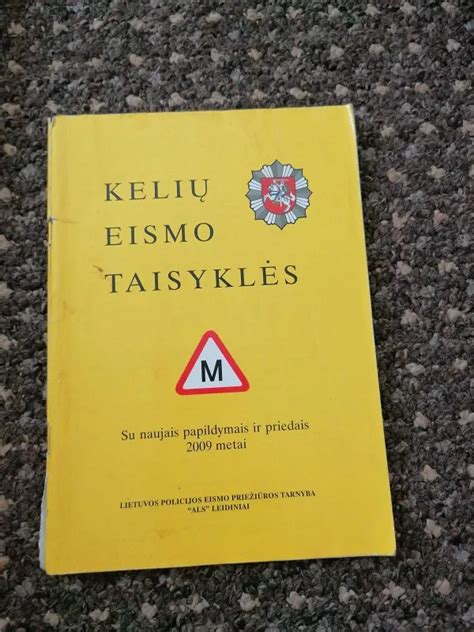 KELIŲ
EISMO
TAISYKLĖS
M
Su naujais papildymais ir priedais
2009 metai
LIETUVOS POLICIJOS EISMO PRIEŽIŪROS TARNYBA
"ALS" LEIDINIAI